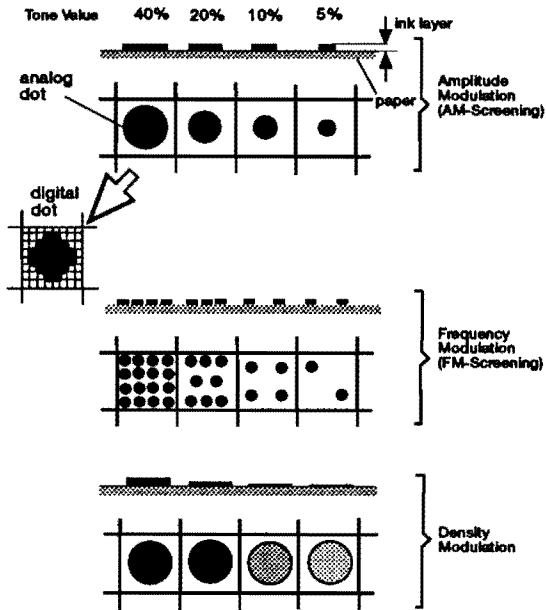 Tone Value 40% 20% 10% 5%
ink layer
analog
dot
paper
Amplitude
Modulation
(AM-Screening)
digital
dot
Frequency
Modulation
(FM-Screening)
Density
Modulation